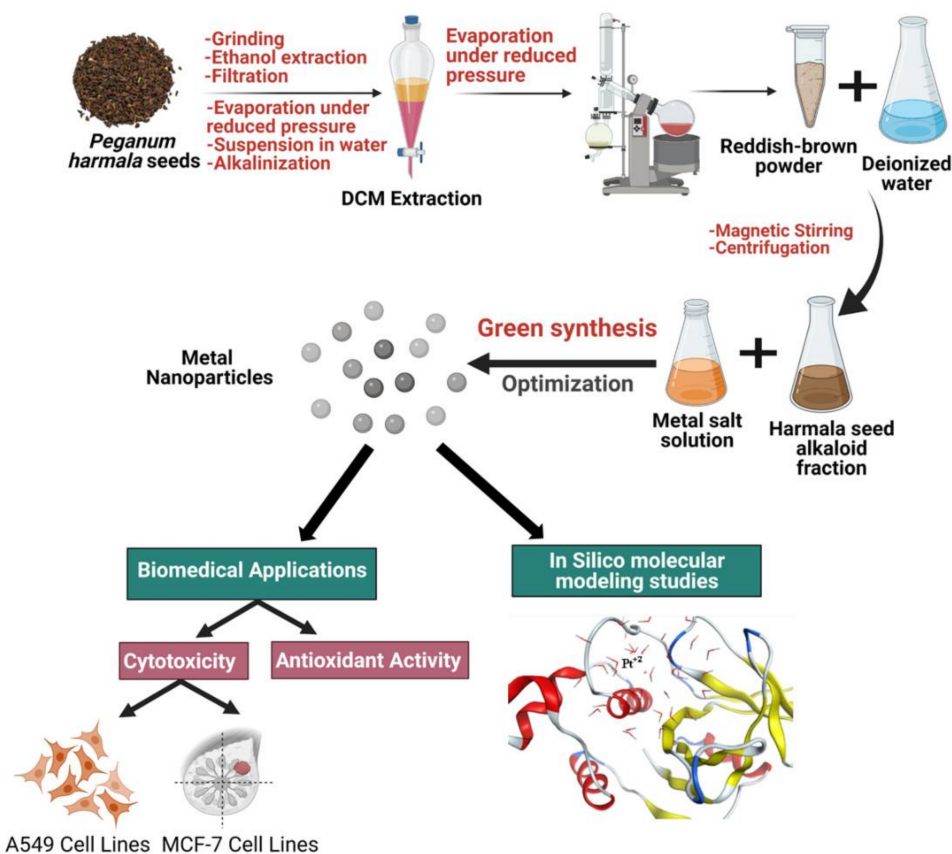 -Grinding
-Ethanol extraction
-Filtration
-Evaporation under
reduced pressure
-Suspension in water
-Alkalinization
Peganum
harmala seeds
DCM Extraction
Evaporation
under reduced
pressure
Reddish-brown
powder
+
Deionized
water
-Magnetic Stirring
-Centrifugation
Metal
Nanoparticles
Green synthesis
Optimization
Metal salt
solution
+
Harmala seed
alkaloid
fraction
Biomedical Applications
In Silico molecular
modeling studies
Cytotoxicity
Antioxidant Activity
Pt+2
A549 Cell Lines
MCF-7 Cell Lines